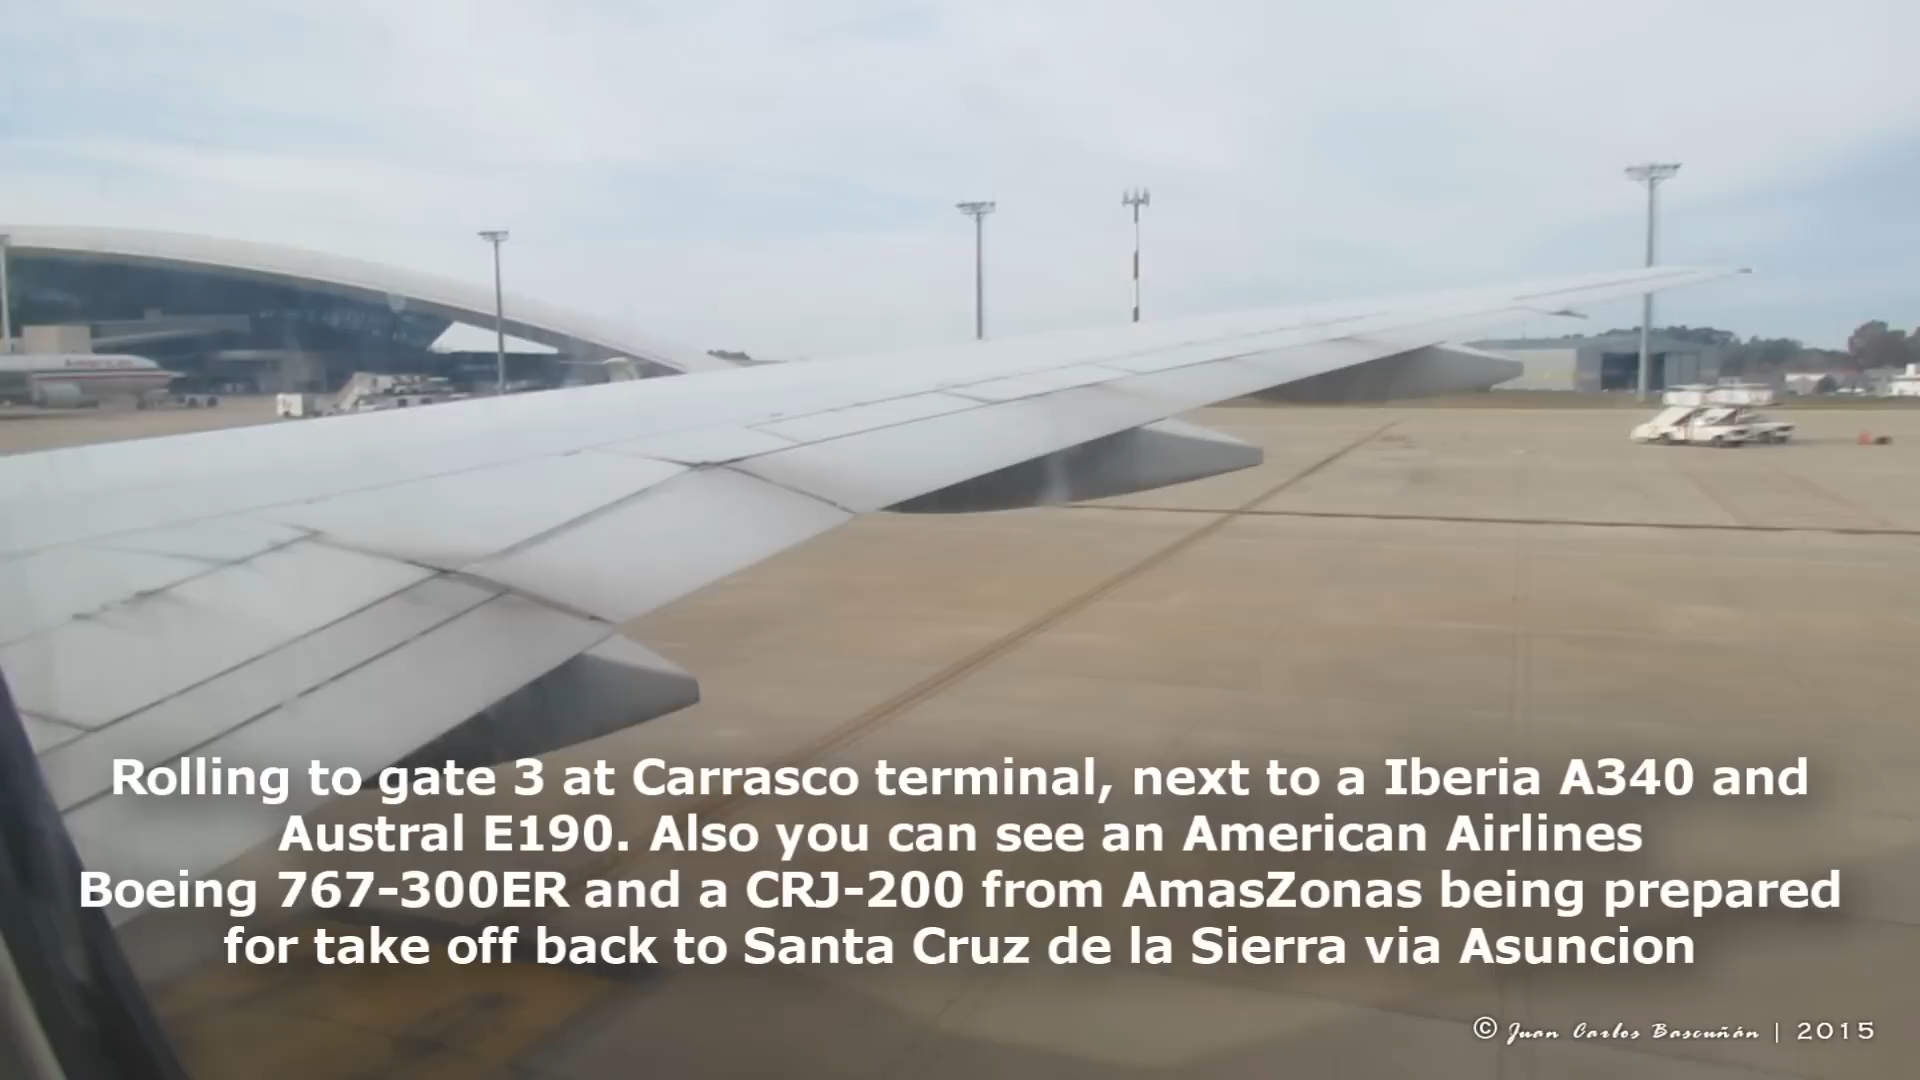 Rolling to gate 3 at Carrasco terminal, next to a Iberia A340 and
Austral E190. Also you can see an American Airlines
Boeing 767-300ER and a CRJ-200 from AmasZonas being prepared
for take off back to Santa Cruz de la Sierra via Asuncion
© Juan Carlos Bascuñán | 2015